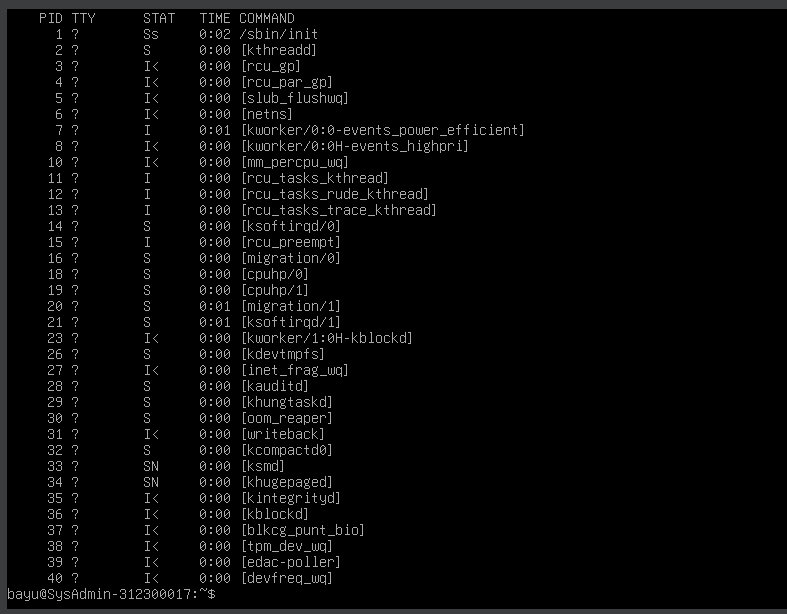 PID TTY      STAT   TIME COMMAND
1 ?        Ss     0:02 /sbin/init
2 ?        S      0:00 [kthreadd]
3 ?        I<     0:00 [rcu_gp]
4 ?        I<     0:00 [rcu_par_gp]
5 ?        I<     0:00 [slub_flushwq]
6 ?        I<     0:00 [netns]
7 ?        I      0:01 [kworker/0:0-events_power_efficient]
8 ?        I<     0:00 [kworker/0:0H-events_highpri]
10 ?        I<     0:00 [mm_percpu_wq]
11 ?        I      0:00 [rcu_tasks_kthread]
12 ?        I      0:00 [rcu_tasks_rude_kthread]
13 ?        I      0:00 [rcu_tasks_trace_kthread]
14 ?        S      0:00 [ksoftirqd/0]
15 ?        I      0:00 [rcu_preempt]
16 ?        S      0:00 [migration/0]
18 ?        S      0:00 [cpuhp/0]
19 ?        S      0:00 [cpuhp/1]
20 ?        S      0:01 [migration/1]
21 ?        S      0:01 [ksoftirqd/1]
23 ?        I<     0:00 [kworker/1:0H-kblockd]
26 ?        S      0:00 [kdevtmpfs]
27 ?        I<     0:00 [inet_frag_wq]
28 ?        S      0:00 [kauditd]
29 ?        S      0:00 [khungtaskd]
30 ?        S      0:00 [oom_reaper]
31 ?        I<     0:00 [writeback]
32 ?        S      0:00 [kcompactd0]
33 ?        SN     0:00 [ksmd]
34 ?        SN     0:00 [khugepaged]
35 ?        I<     0:00 [kintegrityd]
36 ?        I<     0:00 [kblockd]
37 ?        I<     0:00 [blkcg_punt_bio]
38 ?        I<     0:00 [tpm_dev_wq]
39 ?        I<     0:00 [edac-poller]
40 ?        I<     0:00 [devfreq_wq]
bayu@SysAdmin-312300017:~$